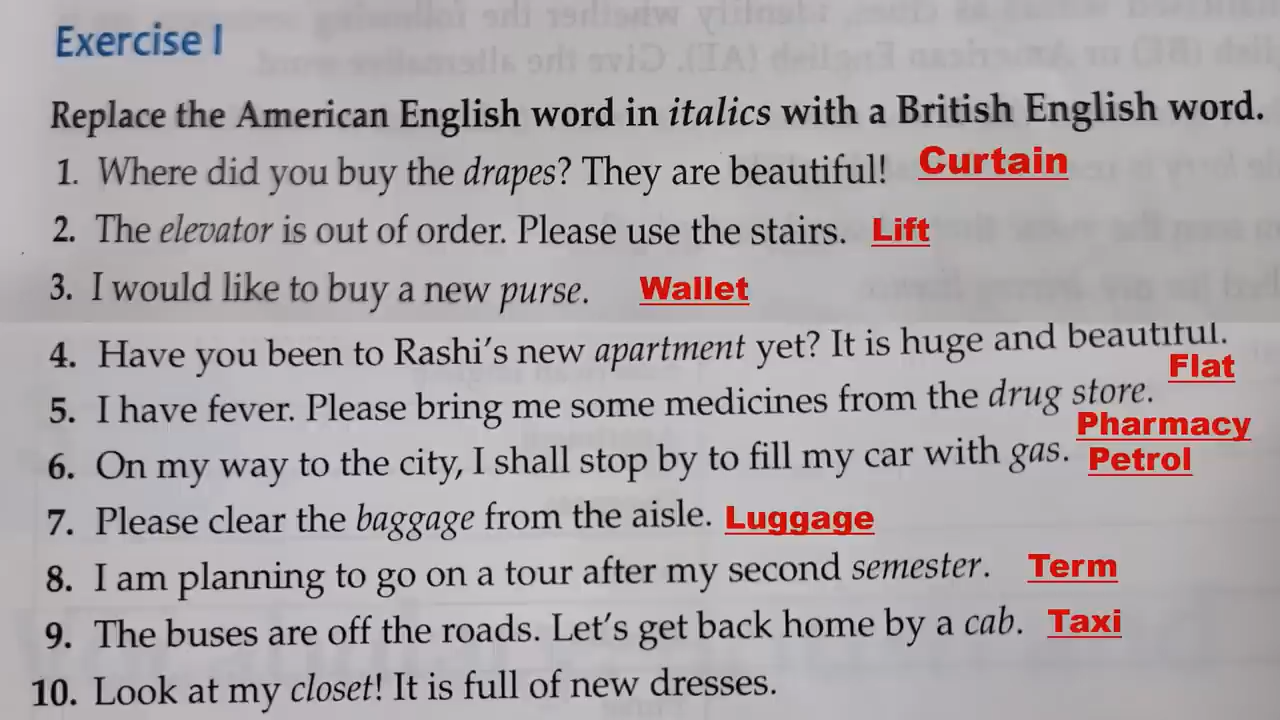 Exercise I
Replace the American English word in italics with a British English word.
1. Where did you buy the drapes? They are beautiful! Curtain
2. The elevator is out of order. Please use the stairs. Lift
3. I would like to buy a new purse. Wallet
4. Have you been to Rashi's new apartment yet? It is huge and beautiful.
Flat
5. I have fever. Please bring me some medicines from the drug store.
Pharmacy
6. On my way to the city, I shall stop by to fill my car with gas. Petrol
7. Please clear the baggage from the aisle. Luggage
8. I am planning to go on a tour after my second semester. Term
9. The buses are off the roads. Let's get back home by a cab. Taxi
10. Look at my closet! It is full of new dresses.